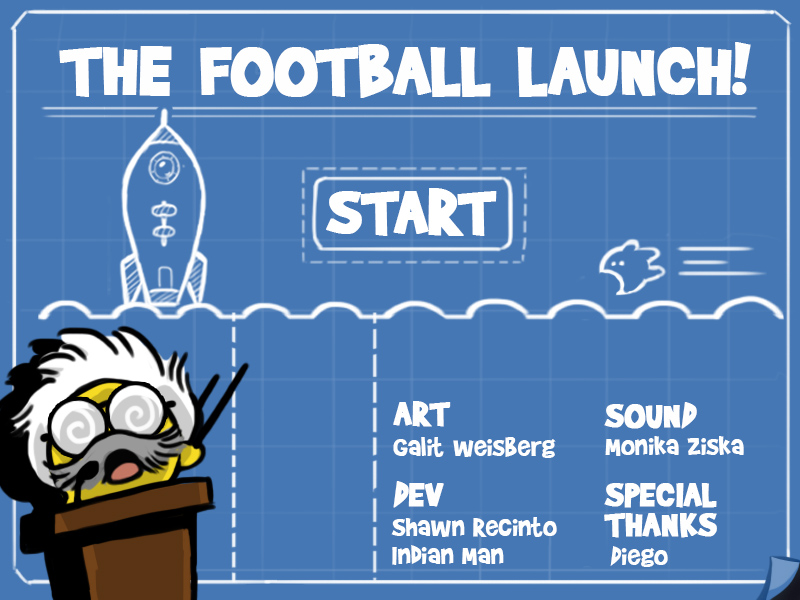 THE FOOTBALL LAUNCH!
START
ART
Galit Weisberg
DEV
Shawn Recinto
Indian Man
SOUND
Monika Ziska
SPECIAL
THANKS
Diego